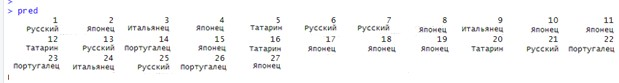 >
> pred
1 2 3 4 5 6 7 8 9 10 11
Русский Японец Итальянец Японец Татарин Русский Русский Японец Итальянец Японец Японец
12 13 14 15 16 17 18 19 20 21 22
Татарин Русский Португалец Японец Татарин Японец Японец Японец Татарин Русский Португалец
23 24 25 26 27
Португалец Итальянец Русский Португалец Японец